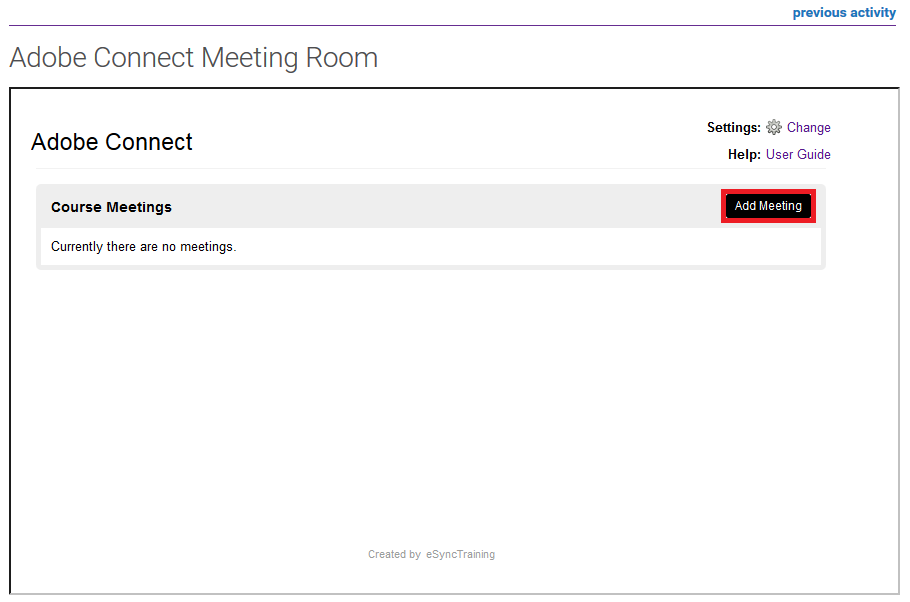 previous activity
Adobe Connect Meeting Room
Adobe Connect
Settings: Change
Help: User Guide
Course Meetings
Add Meeting
Currently there are no meetings.
Created by eSyncTraining